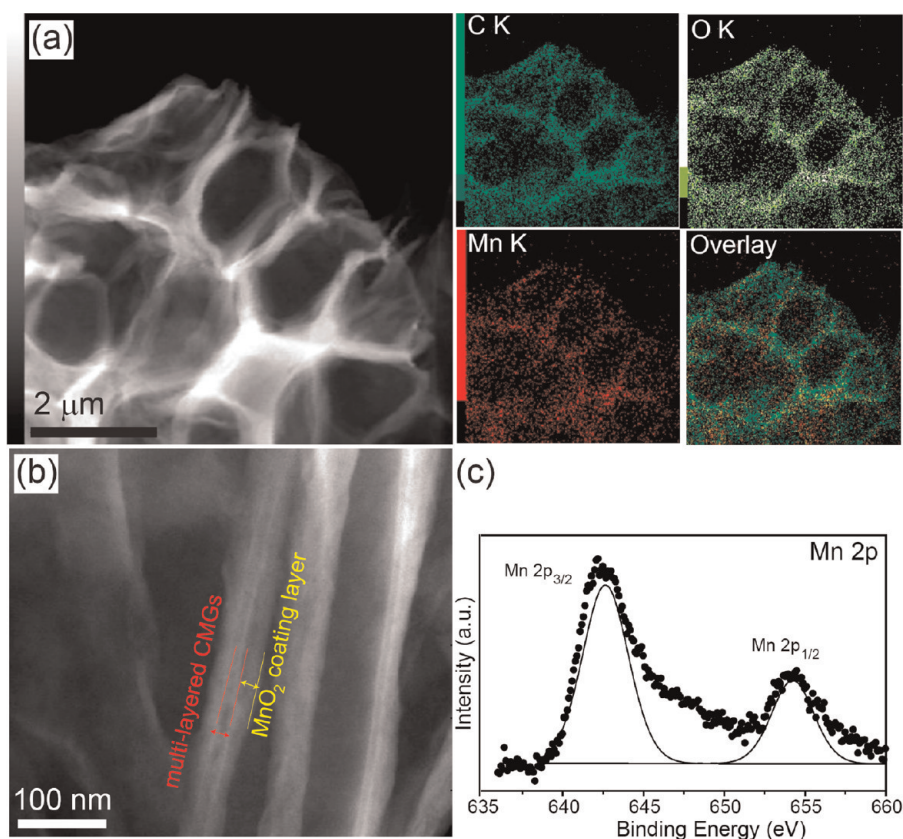 (a)
2 μm
C K
O K
Mn K
Overlay
(b)
multi-layered CMGs
MnO₂ coating layer
100 nm
(c)
Mn 2p
Mn 2p₃/₂
Mn 2p₁/₂
Intensity (a.u.)
635 640 645 650 655 660
Binding Energy (eV)